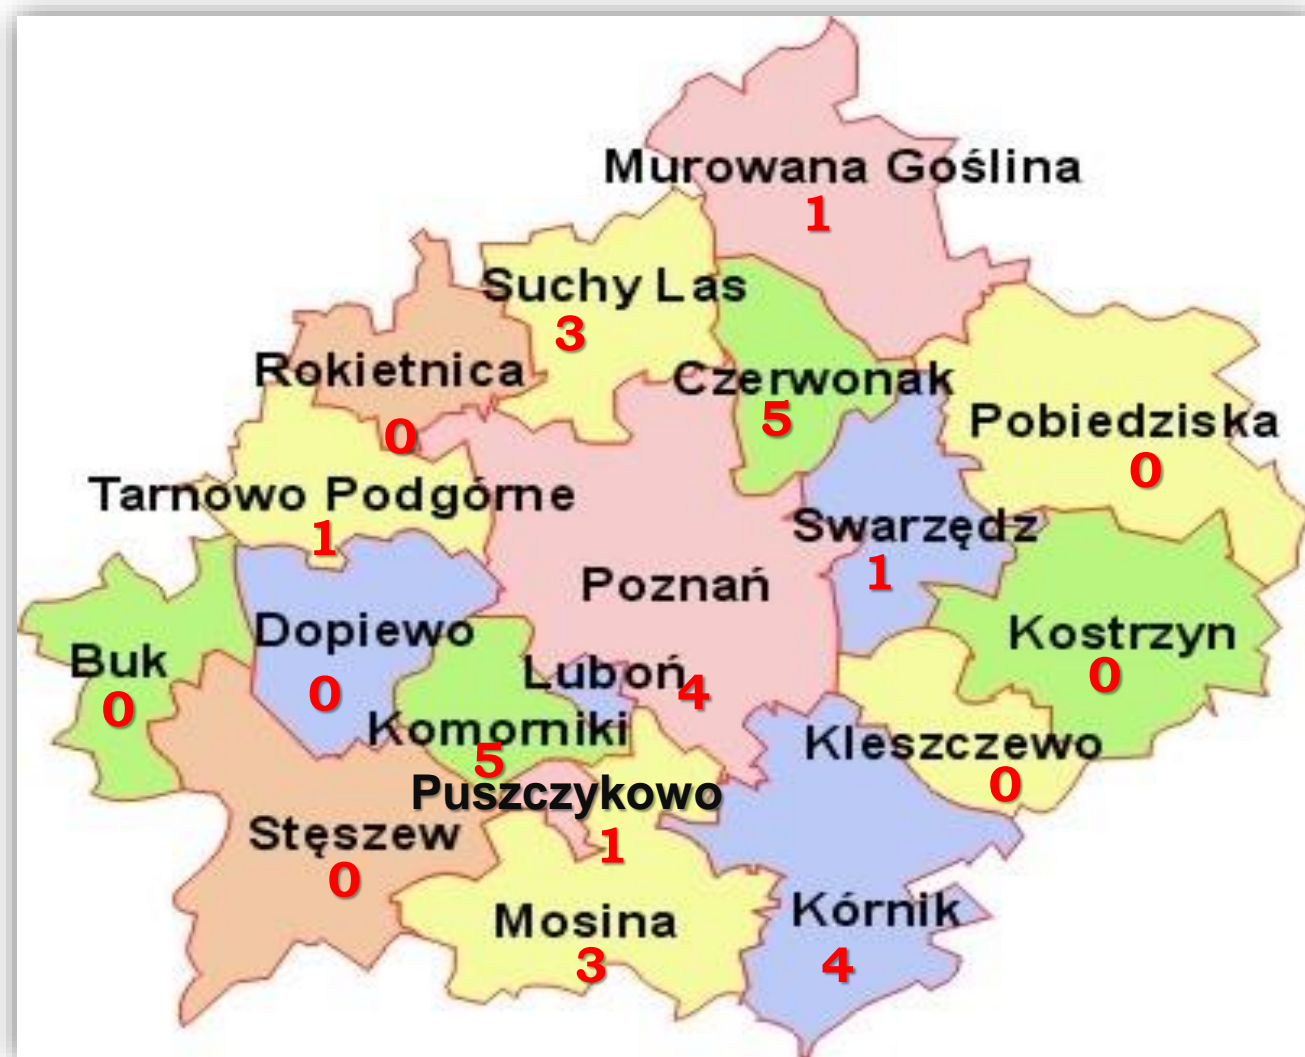 Murowana Goślina
1
Suchy Las
3
Rokietnica
0
Czerwonak
5
Pobiedziska
0
Tarnowo Podgórne
1
Swarzędz
1
Poznań
Dopiewo
0
Kostrzyn
0
Buk
0
Luboń
4
Komorniki
5
Kleszczewo
0
Puszczykowo
1
Stęszew
0
Mosina
3
Kórnik
4